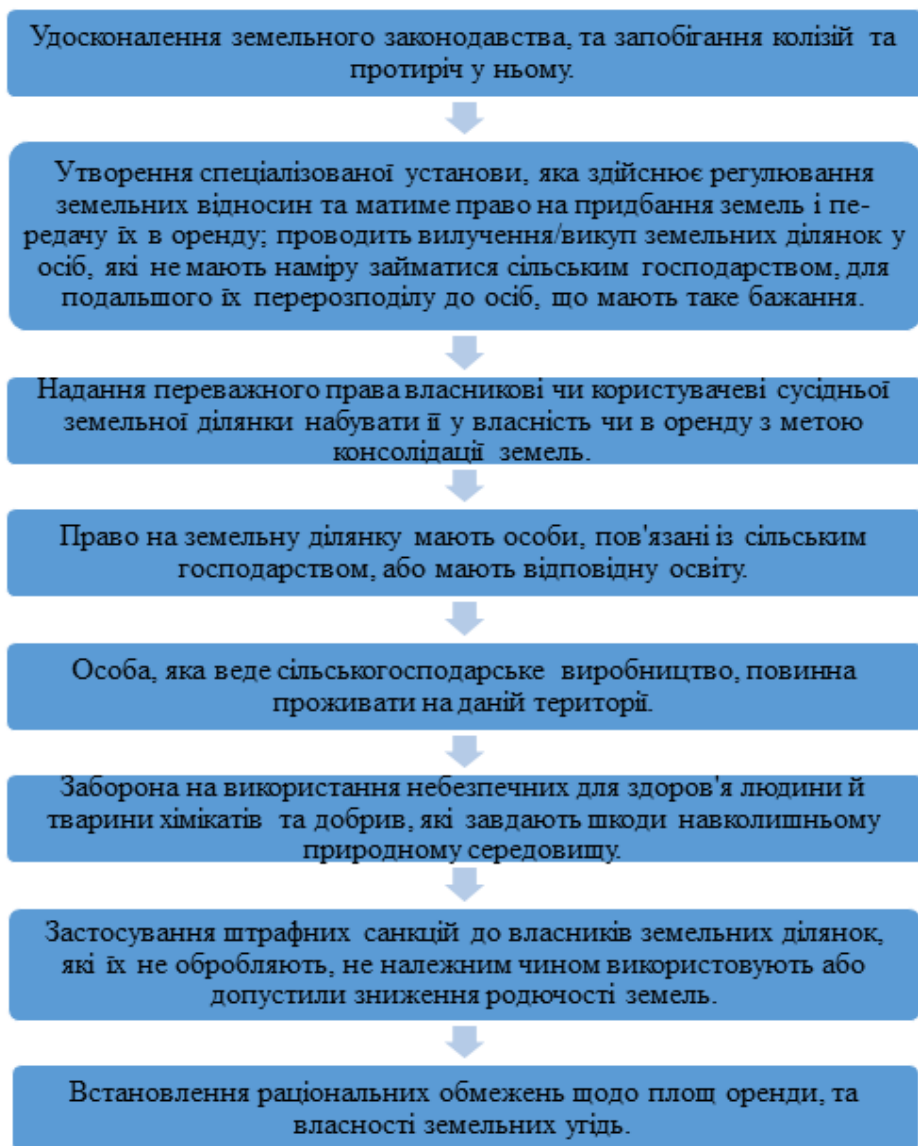 Удосконалення земельного законодавства, та запобігання колізій та
протиріч у ньому.
Утворення спеціалізованої установи, яка здійснює регулювання
земельних відносин та матиме право на придбання земель і пе-
редачу їх в оренду; проводить вилучення/викуп земельних ділянок у
осіб, які не мають наміру займатися сільським господарством, для
подальшого їх перерозподілу до осіб, що мають таке бажання.
Надання переважного права власникові чи користувачеві сусідньої
земельної ділянки набувати її у власність чи в оренду з метою
консолідації земель.
Право на земельну ділянку мають особи, пов'язані із сільським
господарством, або мають відповідну освіту.
Особа, яка веде сільськогосподарське виробництво, повинна
проживати на даній території.
Заборона на використання небезпечних для здоров'я людини й
тварини хімікатів та добрив, які завдають шкоди навколишньому
природному середовищу.
Застосування штрафних санкцій до власників земельних ділянок,
які їх не обробляють, не належним чином використовують або
допустили зниження родючості земель.
Встановлення раціональних обмежень щодо площ оренди, та
власності земельних угідь.